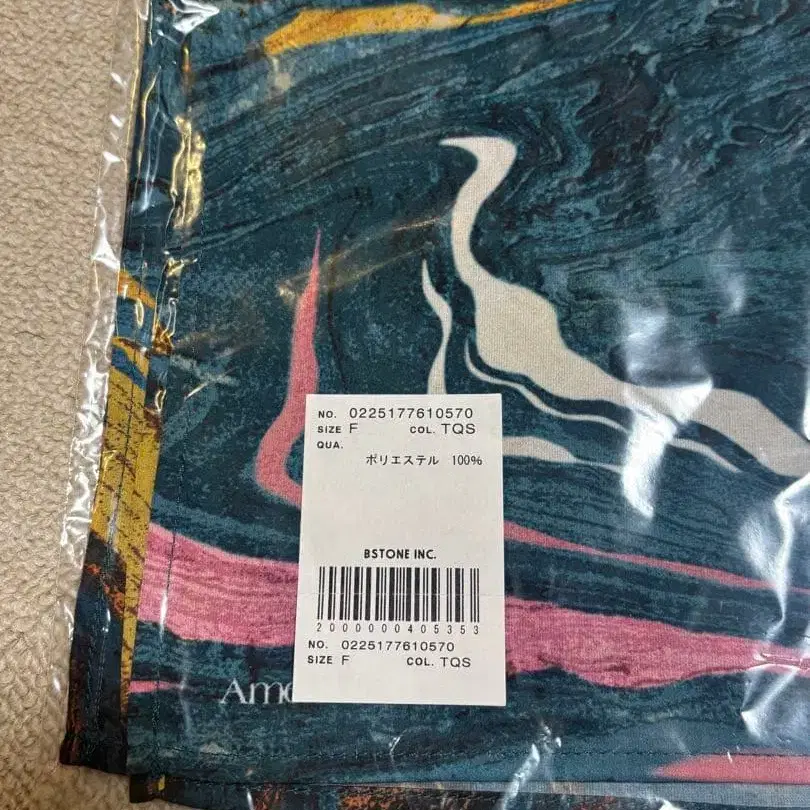 NO. 0225177610570
SIZE F COL. TQS
QUA.
ポリエステル 100%
BSTONE INC.
2000000405353
NO. 0225177610570
SIZE F COL. TQS
Ame